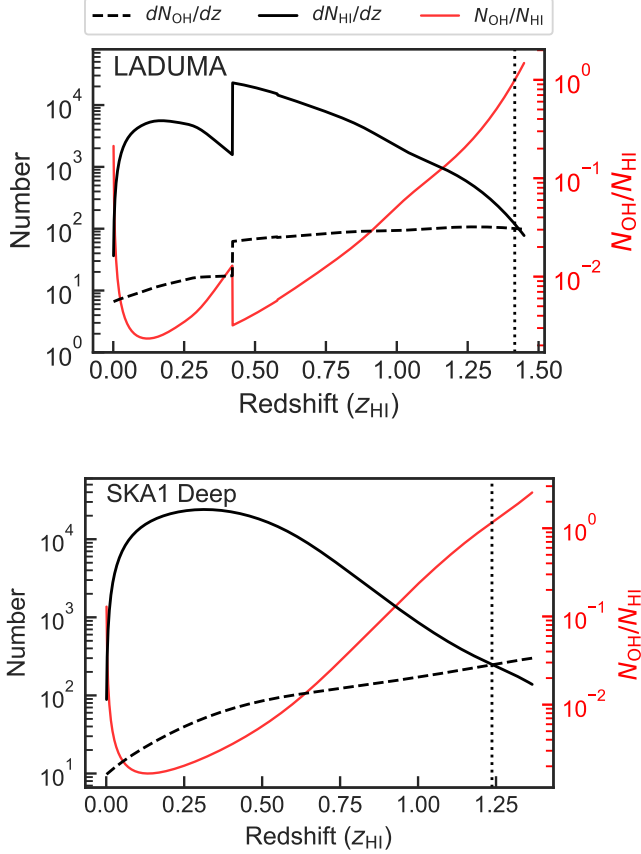 dN_OH/dz dN_HI/dz N_OH/N_HI
LADUMA
10^4
10^3
10^2
10^1
10^0
Number
10^0
10^-1
10^-2
N_OH/N_HI
0.00 0.25 0.50 0.75 1.00 1.25 1.50
Redshift (z_HI)
SKA1 Deep
10^4
10^3
10^2
10^1
Number
10^0
10^-1
10^-2
N_OH/N_HI
0.00 0.25 0.50 0.75 1.00 1.25
Redshift (z_HI)